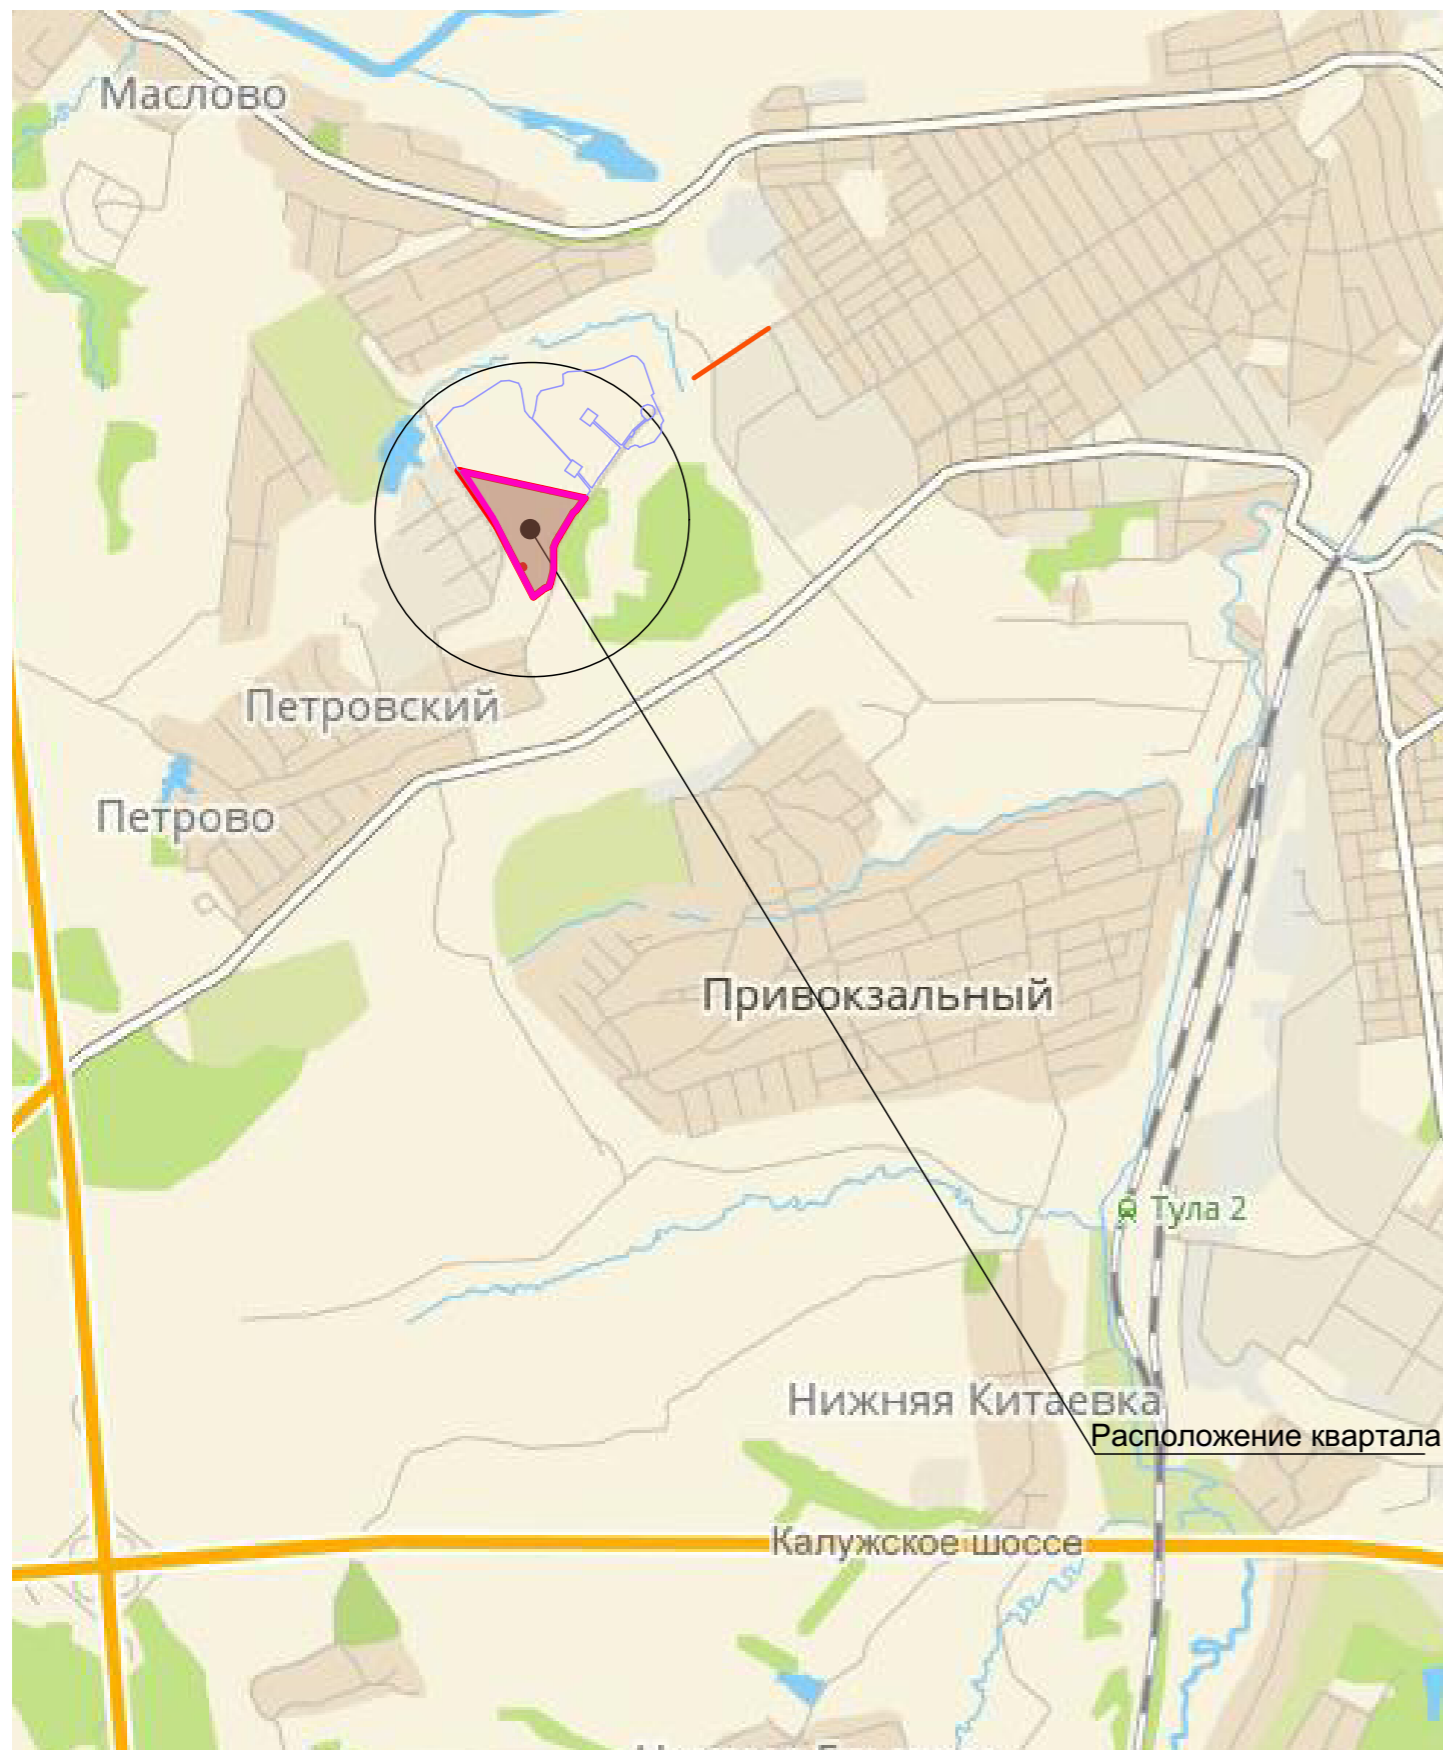 Маслово
Петровский
Петрово
Привокзальный
Тула 2
Нижняя Китаевка
Расположение квартала
Калужское шоссе